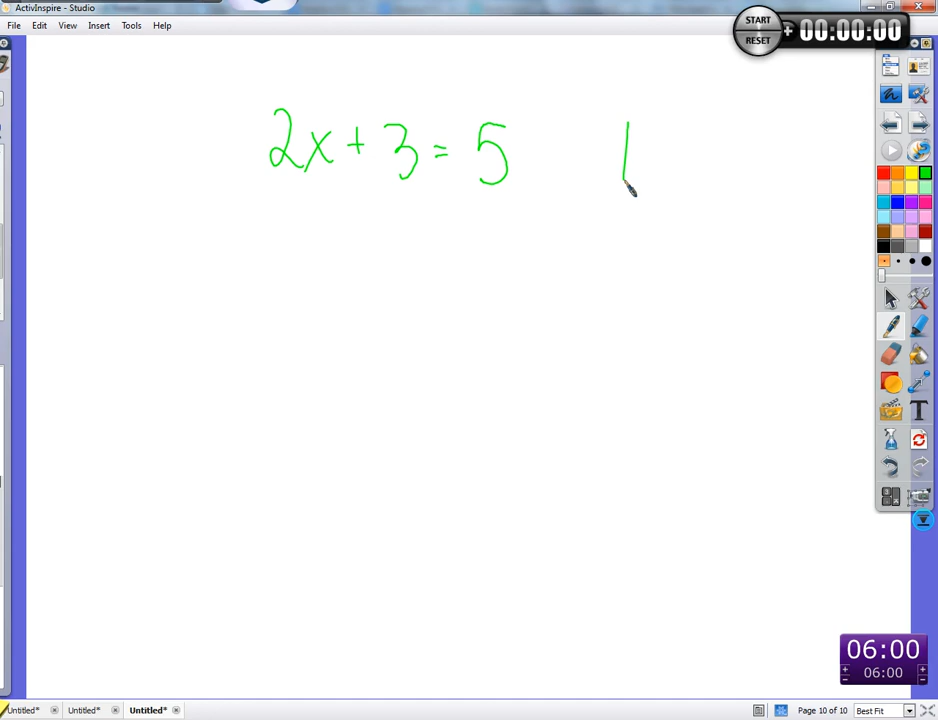 ActivInspire - Studio
File Edit View Insert Tools Help
START
RESET
+ 00:00:00
2x + 3 = 5 |
T
06:00
06:00
Untitled* Untitled* Untitled* Page 10 of 10 Best Fit